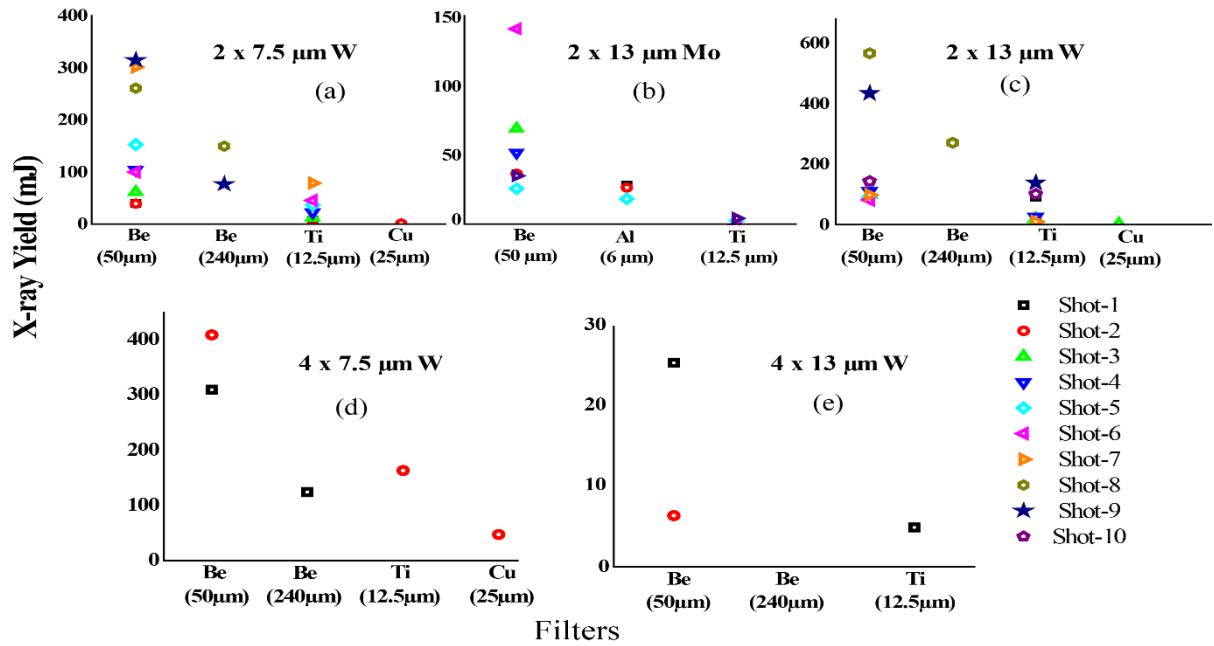 X-ray Yield (mJ)
400
300
200
100
0
2 x 7.5 µm W
(a)
Be Be Ti Cu
(50µm) (240µm) (12.5µm) (25µm)
150
100
50
0
2 x 13 µm Mo
(b)
Be Al Ti
(50 µm) (6 µm) (12.5 µm)
600
400
200
0
2 x 13 µm W
(c)
Be Be Ti Cu
(50µm) (240µm) (12.5µm) (25µm)
400
300
200
100
0
4 x 7.5 µm W
(d)
Be Be Ti Cu
(50µm) (240µm) (12.5µm) (25µm)
30
20
10
0
4 x 13 µm W
(e)
Be Be Ti
(50µm) (240µm) (12.5µm)
Shot-1
Shot-2
Shot-3
Shot-4
Shot-5
Shot-6
Shot-7
Shot-8
Shot-9
Shot-10
Filters